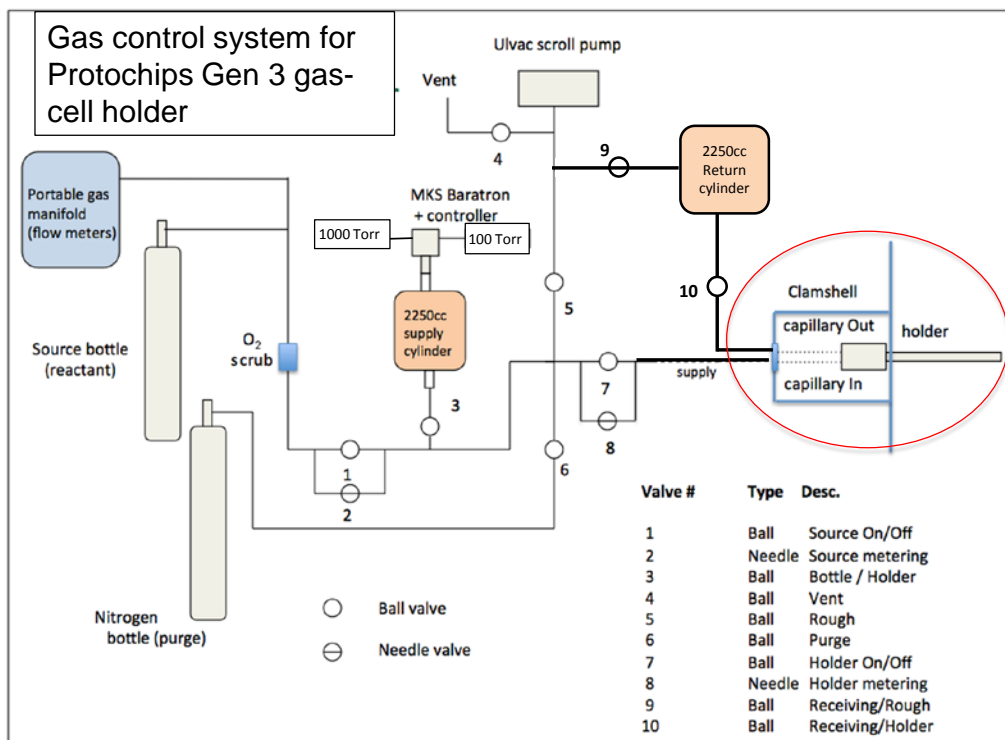 Gas control system for
Protochips Gen 3 gas-
cell holder
Ulvac scroll pump
Vent
4
9
2250cc
Return
cylinder
Portable gas
manifold
(flow meters)
MKS Baratron
+ controller
1000 Torr
100 Torr
5
10
Clamshell
capillary Out
holder
O2
scrub
2250cc
supply
cylinder
Source bottle
(reactant)
7
supply
capillary In
3
8
1
6
2
Valve # Type Desc.
1 Ball Source On/Off
2 Needle Source metering
3 Ball Bottle / Holder
4 Ball Vent
5 Ball Rough
6 Ball Purge
7 Ball Holder On/Off
8 Needle Holder metering
9 Ball Receiving/Rough
10 Ball Receiving/Holder
Nitrogen
bottle (purge)
Ball valve
Needle valve